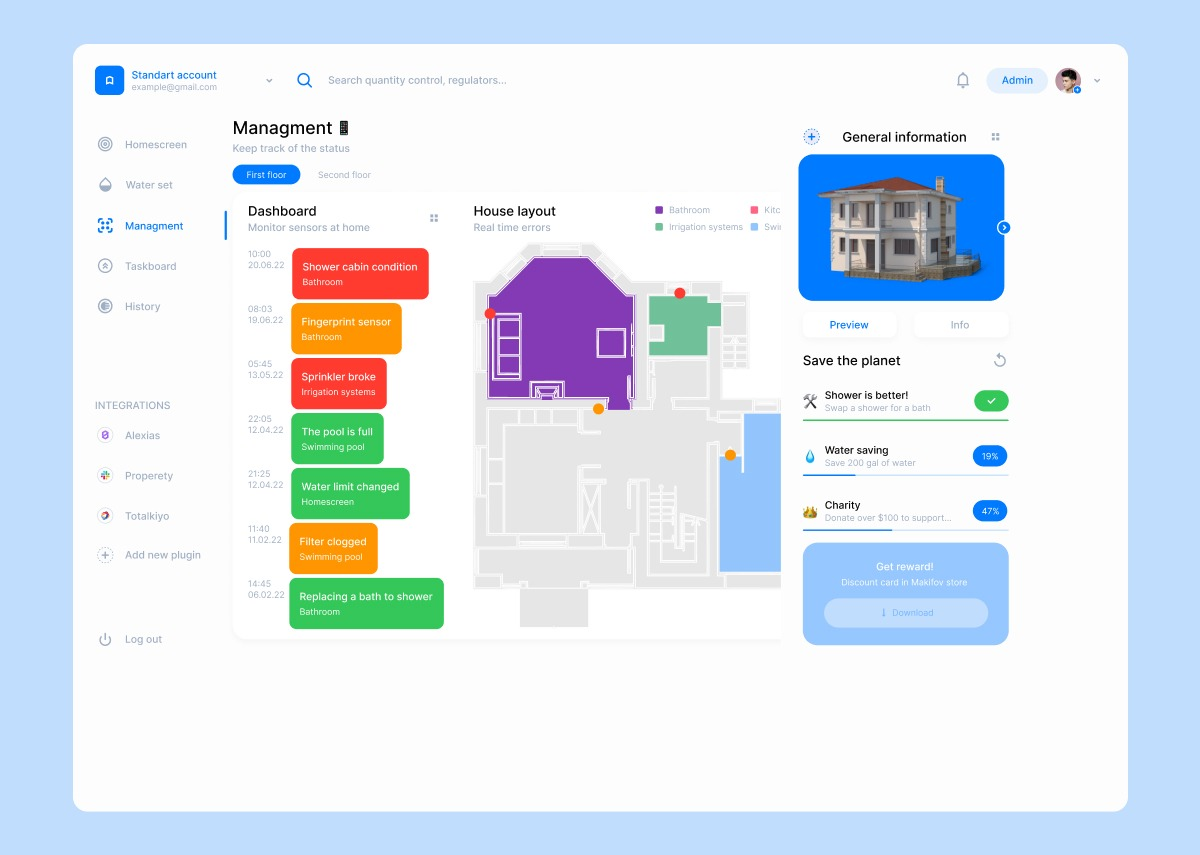 Standart account
example@gmail.com
Search quantity control, regulators...
Admin
Homescreen
Water set
Managment
Taskboard
History
INTEGRATIONS
Alexias
Properety
Totalkiyo
Add new plugin
Log out
Managment
Keep track of the status
First floor
Second floor
Dashboard
Monitor sensors at home
10:00
20.06.22
Shower cabin condition
Bathroom
08:03
19.06.22
Fingerprint sensor
Bathroom
05:45
13.05.22
Sprinkler broke
Irrigation systems
22:05
12.04.22
The pool is full
Swimming pool
21:25
12.04.22
Water limit changed
Homescreen
11:40
11.02.22
Filter clogged
Swimming pool
14:45
06.02.22
Replacing a bath to shower
Bathroom
House layout
Real time errors
Bathroom
Kitc
Irrigation systems
General information
Preview
Info
Save the planet
Shower is better!
Swap a shower for a bath
Water saving
Save 200 gal of water
19%
Charity
Donate over $100 to support...
47%
Get reward!
Discount card in Makifov store
Download